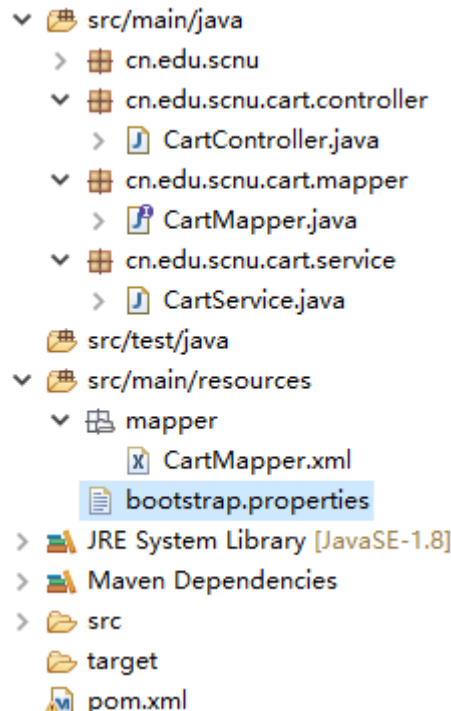 src/main/java
cn.edu.scnu
cn.edu.scnu.cart.controller
CartController.java
cn.edu.scnu.cart.mapper
CartMapper.java
cn.edu.scnu.cart.service
CartService.java
src/test/java
src/main/resources
mapper
CartMapper.xml
bootstrap.properties
JRE System Library [JavaSE-1.8]
Maven Dependencies
src
target
pom.xml